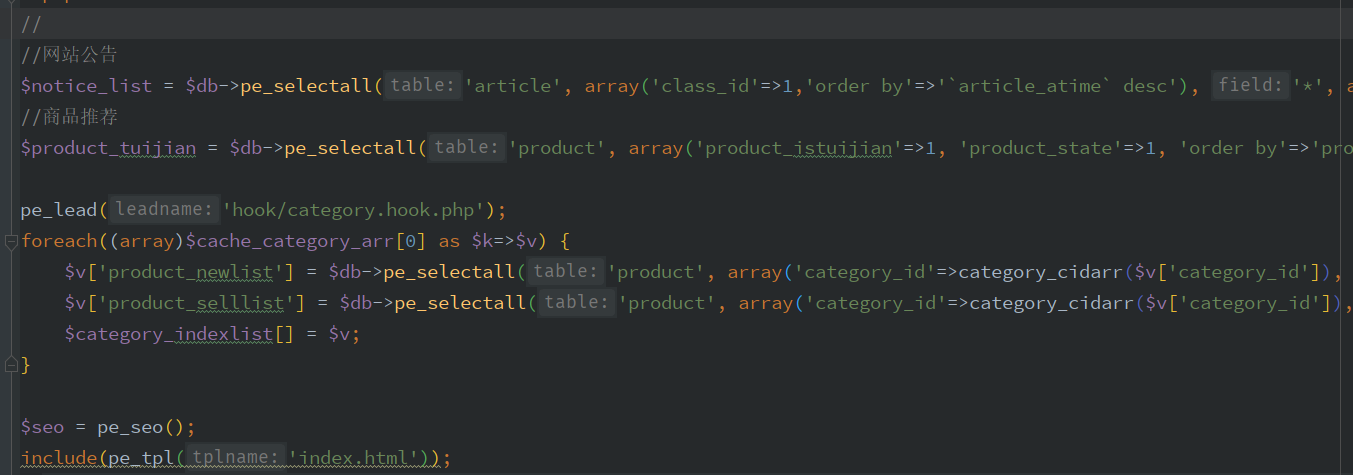 //
//网站公告
$notice_list = $db->pe_selectall( table: 'article', array('class_id'=>1,'order by'=>'`article_atime` desc'), field: '*', a
//商品推荐
$product_tuijian = $db->pe_selectall( table: 'product', array('product_istuijian'=>1, 'product_state'=>1, 'order by'=>'pro
pe_lead( leadname: 'hook/category.hook.php');
foreach((array)$cache_category_arr[0] as $k=>$v) {
$v['product_newlist'] = $db->pe_selectall( table: 'product', array('category_id'=>category_cidarr($v['category_id']),
$v['product_selllist'] = $db->pe_selectall( table: 'product', array('category_id'=>category_cidarr($v['category_id']),
$category_indexlist[] = $v;
}
$seo = pe_seo();
include(pe_tpl( tplname: 'index.html'));